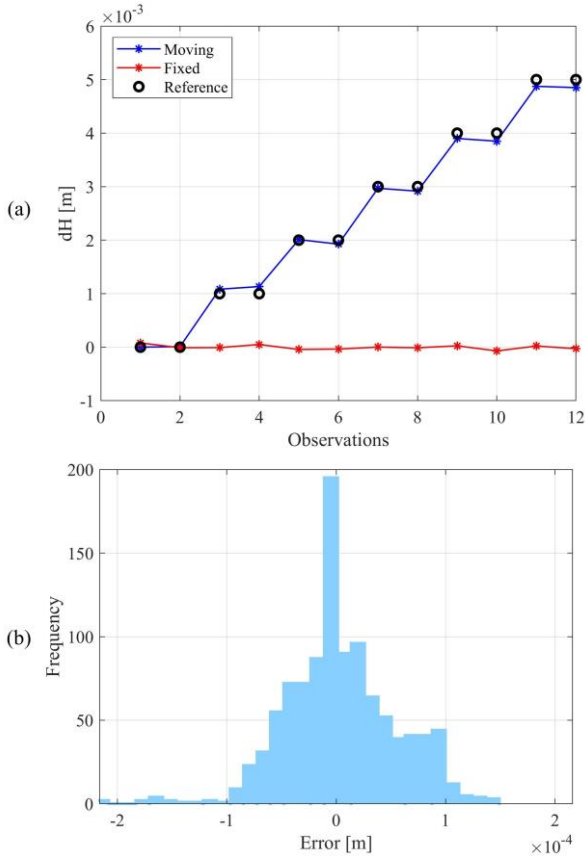 ×10⁻³
6
5
4
3
2
1
0
-1
Moving
Fixed
Reference
(a)
dH [m]
0 2 4 6 8 10 12
Observations
200
150
100
50
0
(b)
Frequency
-2 -1 0 1 2
Error [m]
×10⁻⁴